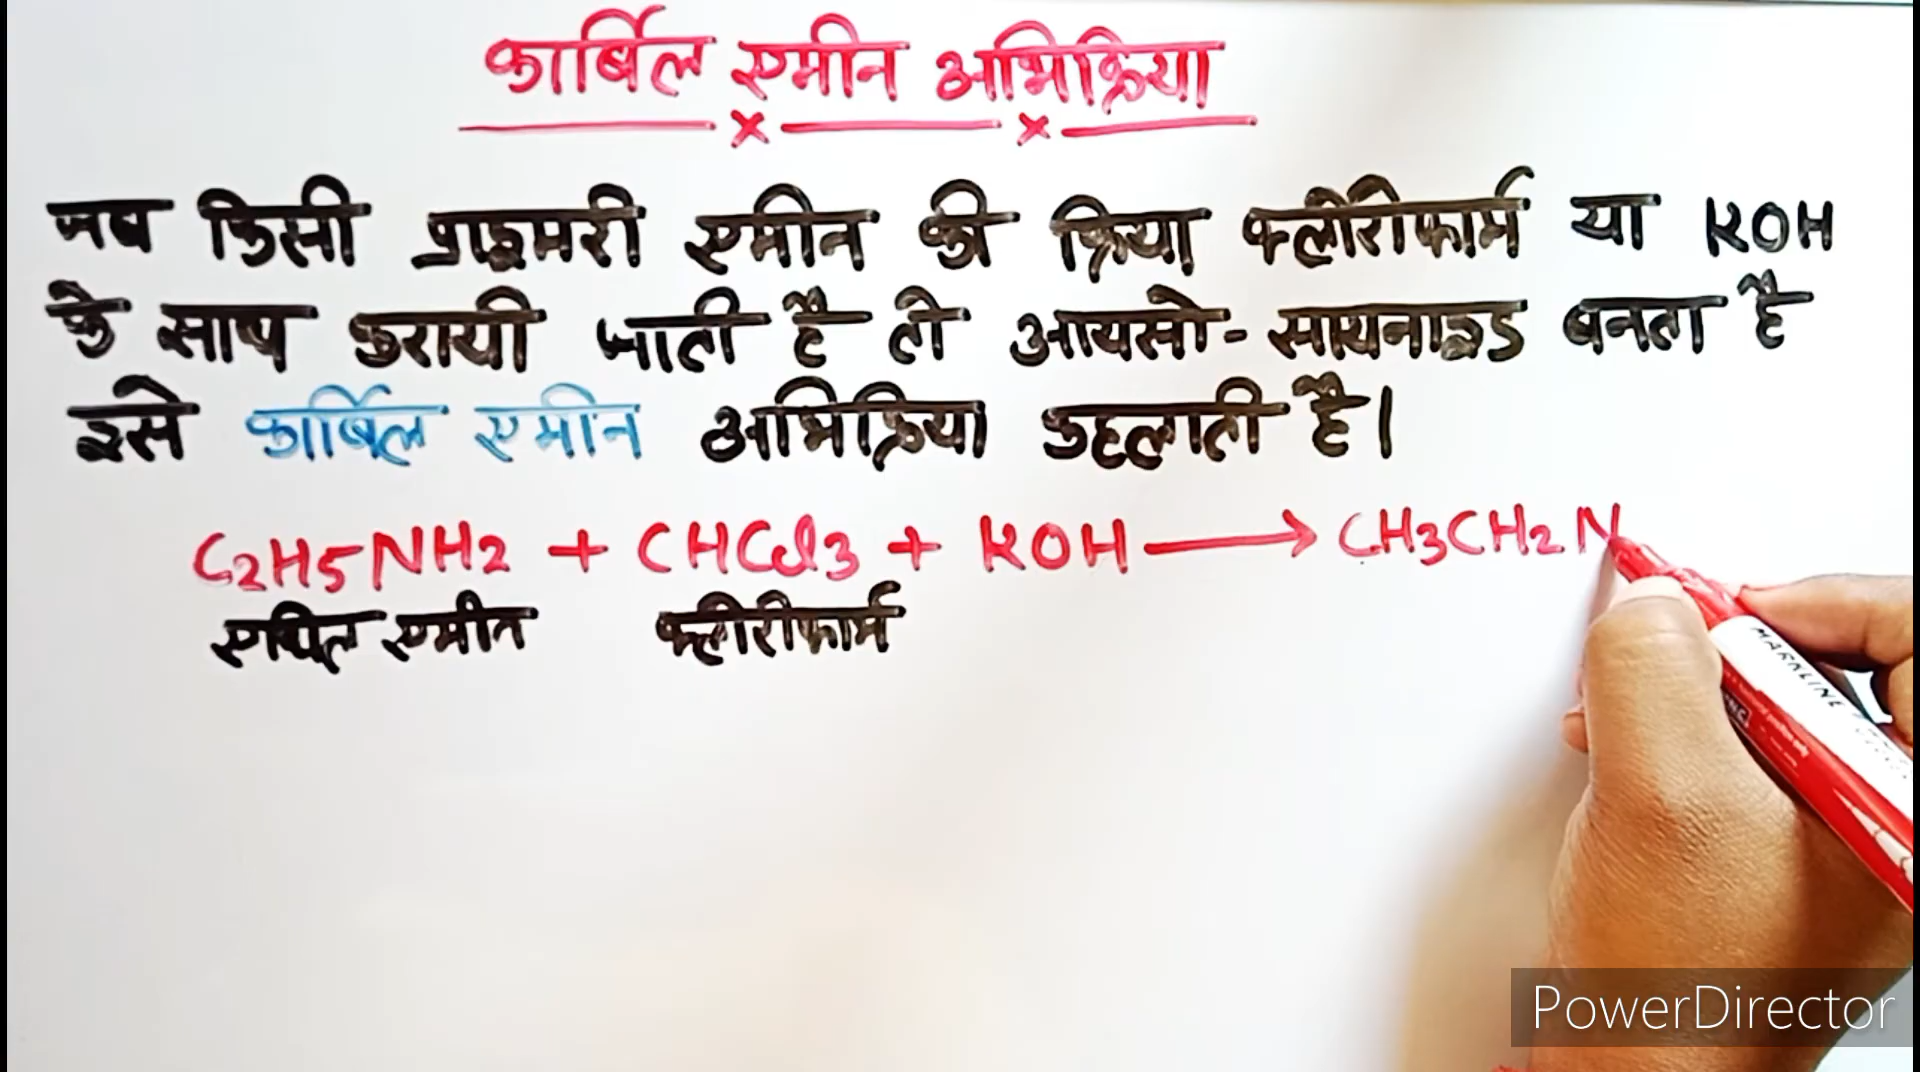 कार्बिल एमीन अभिक्रिया
जब किसी प्राइमरी एमीन की क्रिया क्लोरोफार्म या KOH
के साथ करायी जाती है तो आयसो-सायनाइड बनता है
इसे कार्बिल एमीन अभिक्रिया कहलाती है।
C2H5NH2 + CHCl3 + KOH ⟶ CH3CH2N
एथिल एमीन क्लोरोफार्म
MARKLINE
PowerDirector